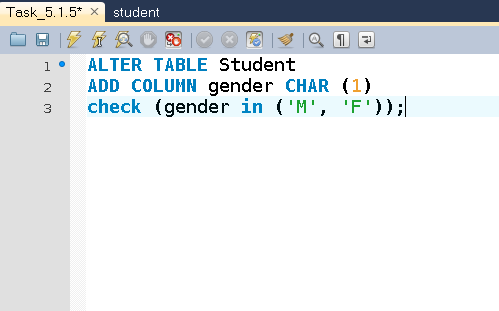 Task_5.1.5* × student
1 ALTER TABLE Student
2 ADD COLUMN gender CHAR (1)
3 check (gender in ('M', 'F'));